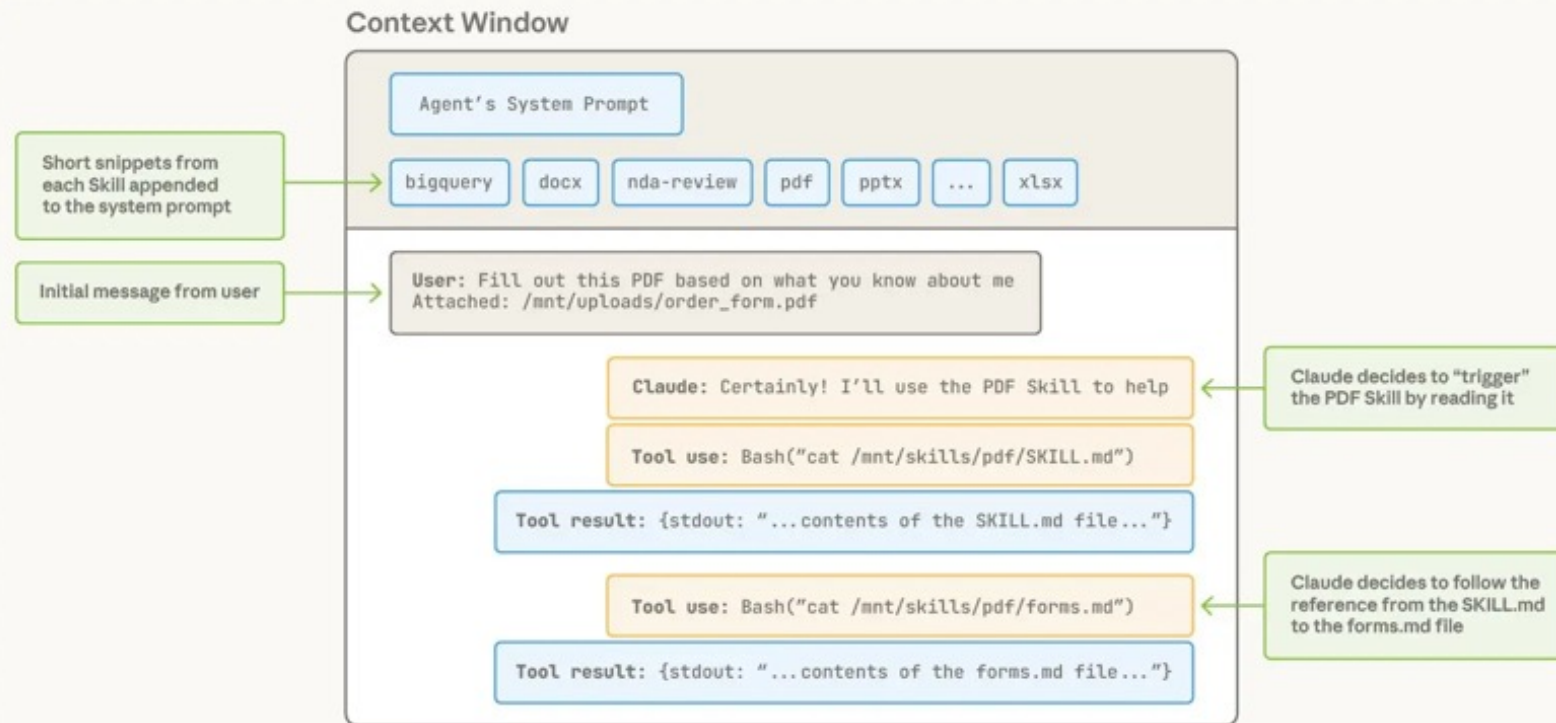 Context Window
Agent's System Prompt
Short snippets from
each Skill appended
to the system prompt
bigquery
docx
nda-review
pdf
pptx
...
xlsx
Initial message from user
User: Fill out this PDF based on what you know about me
Attached: /mnt/uploads/order_form.pdf
Claude: Certainly! I'll use the PDF Skill to help
Claude decides to “trigger”
the PDF Skill by reading it
Tool use: Bash("cat /mnt/skills/pdf/SKILL.md")
Tool result: {stdout: “...contents of the SKILL.md file...”}
Tool use: Bash("cat /mnt/skills/pdf/forms.md")
Claude decides to follow the
reference from the SKILL.md
to the forms.md file
Tool result: {stdout: “...contents of the forms.md file...”}